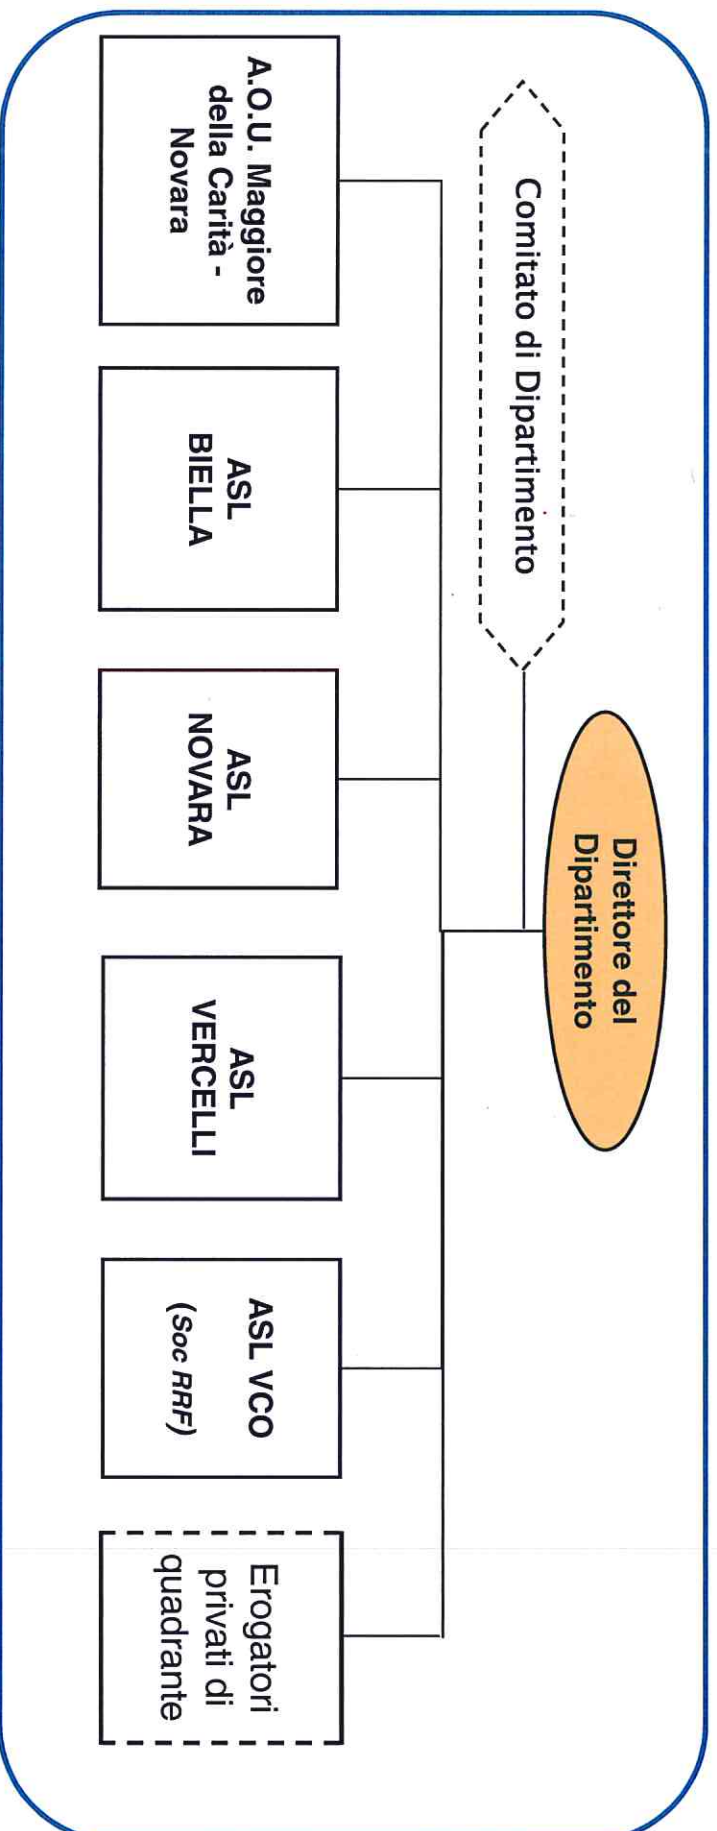 Direttore del
Dipartimento
Comitato di Dipartimento
A.O.U. Maggiore
della Carità -
Novara
ASL
BIELLA
ASL
NOVARA
ASL
VERCELLI
ASL VCO
(Soc RRF)
Erogatori
privati di
quadrante